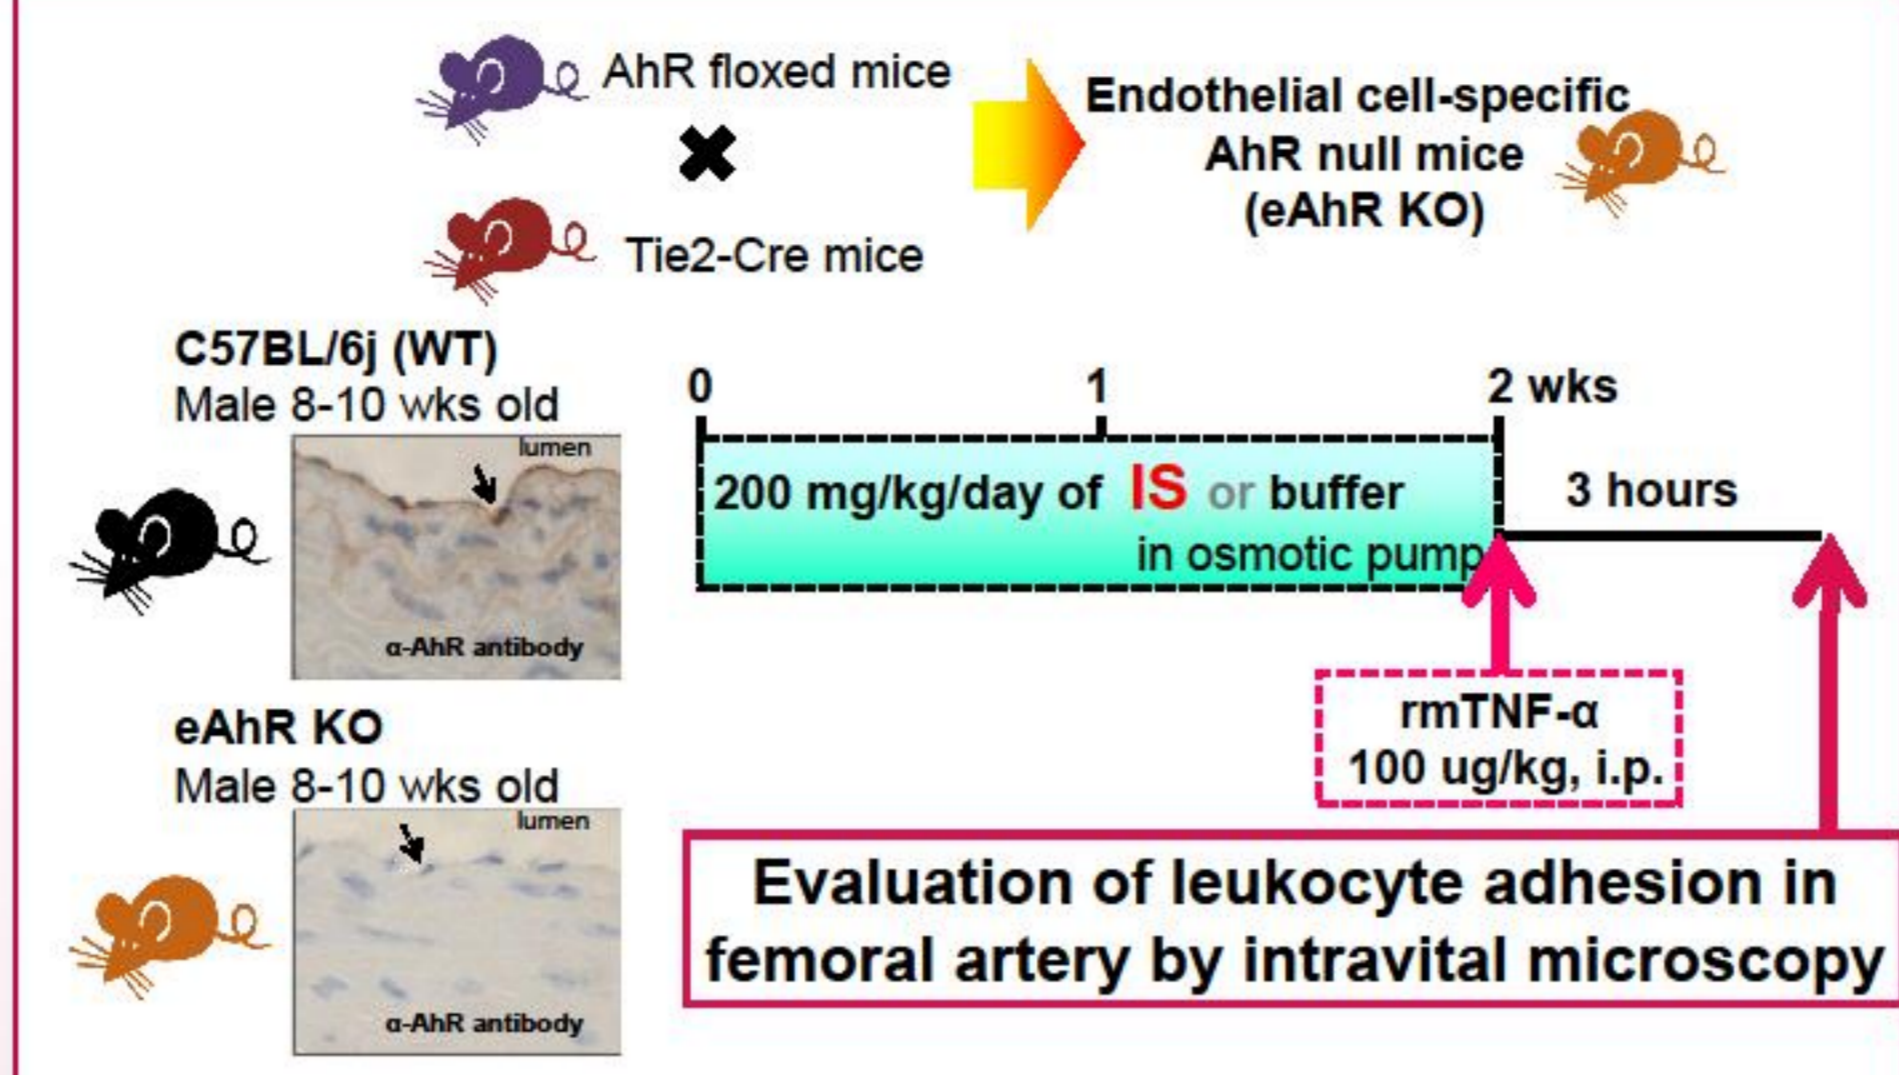 AhR floxed mice
Tie2-Cre mice
Endothelial cell-specific
AhR null mice
(eAhR KO)
C57BL/6j (WT)
Male 8-10 wks old
lumen
α-AhR antibody
eAhR KO
Male 8-10 wks old
lumen
α-AhR antibody
0 1 2 wks
200 mg/kg/day of IS or buffer
in osmotic pump
3 hours
rmTNF-α
100 ug/kg, i.p.
Evaluation of leukocyte adhesion in
femoral artery by intravital microscopy